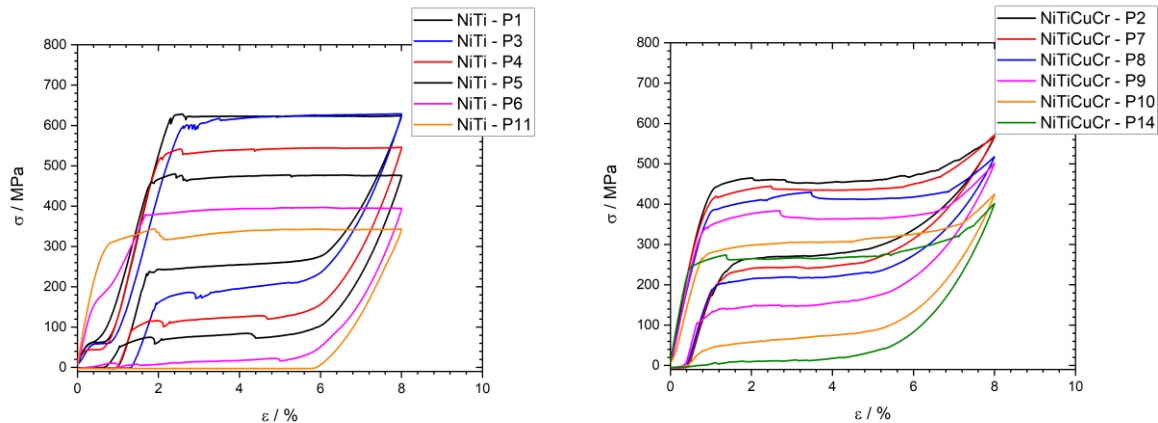 NiTi - P1
NiTi - P3
NiTi - P4
NiTi - P5
NiTi - P6
NiTi - P11
800
700
600
500
400
300
200
100
0
σ / MPa
0 2 4 6 8 10
ε / %
NiTiCuCr - P2
NiTiCuCr - P7
NiTiCuCr - P8
NiTiCuCr - P9
NiTiCuCr - P10
NiTiCuCr - P14
800
700
600
500
400
300
200
100
0
σ / MPa
0 2 4 6 8 10
ε / %